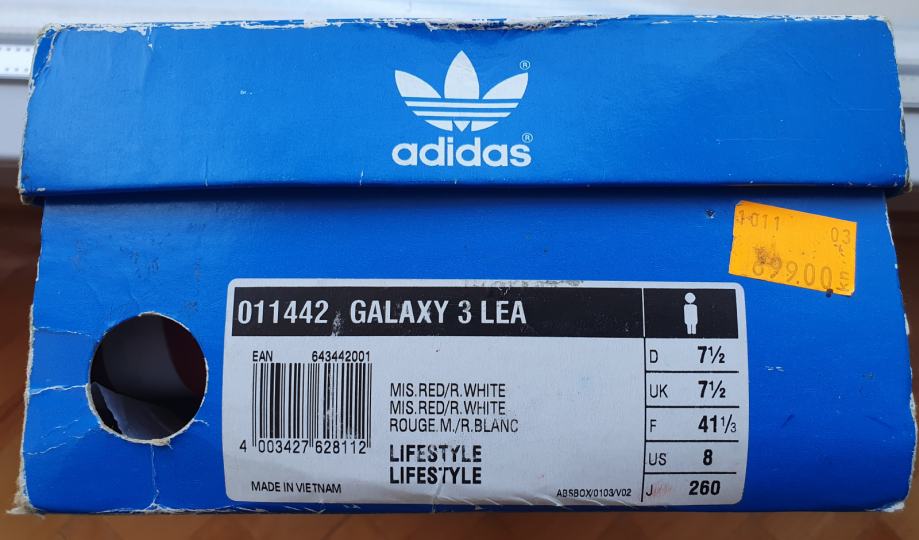 ®
adidas®
1011 03
899.00
011442 GALAXY 3 LEA
EAN 643442001
4 003427 628112
MIS.RED/R.WHITE
MIS.RED/R.WHITE
ROUGE.M./R.BLANC
LIFESTYLE
LIFESTYLE
MADE IN VIETNAM
ABSBOX/0103/V02
D 7½
UK 7½
F 41⅓
US 8
J 260